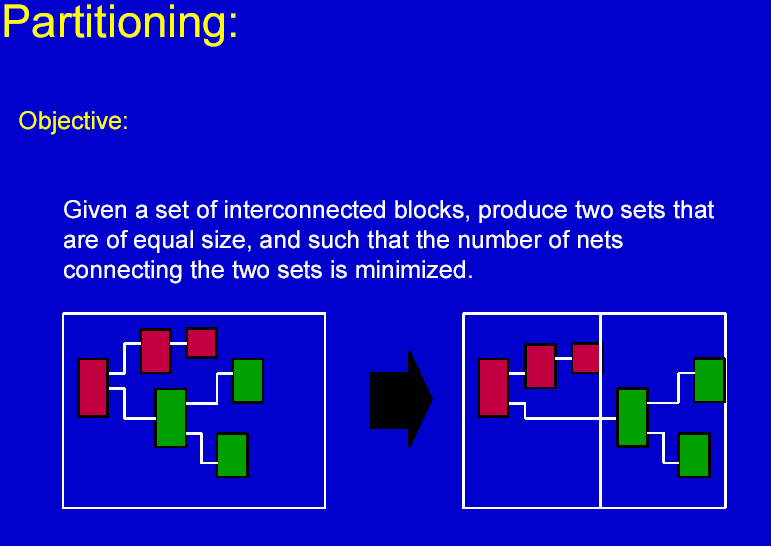 Partitioning:
Objective:
Given a set of interconnected blocks, produce two sets that
are of equal size, and such that the number of nets
connecting the two sets is minimized.